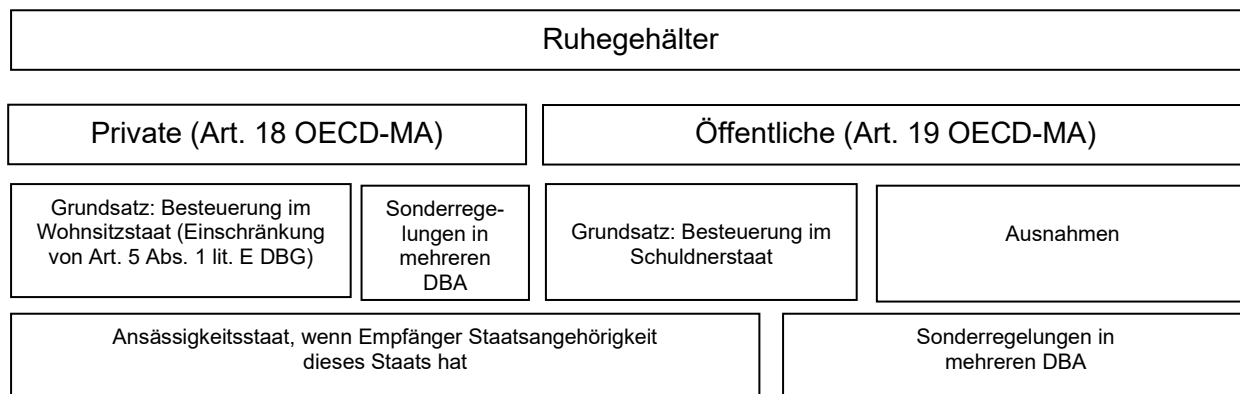 Ruhegehälter
Private (Art. 18 OECD-MA)
Öffentliche (Art. 19 OECD-MA)
Grundsatz: Besteuerung im
Wohnsitzstaat (Einschränkung
von Art. 5 Abs. 1 lit. E DBG)
Sonderrege-
lungen in
mehreren
DBA
Grundsatz: Besteuerung im
Schuldnerstaat
Ausnahmen
Ansässigkeitsstaat, wenn Empfänger Staatsangehörigkeit
dieses Staats hat
Sonderregelungen in
mehreren DBA